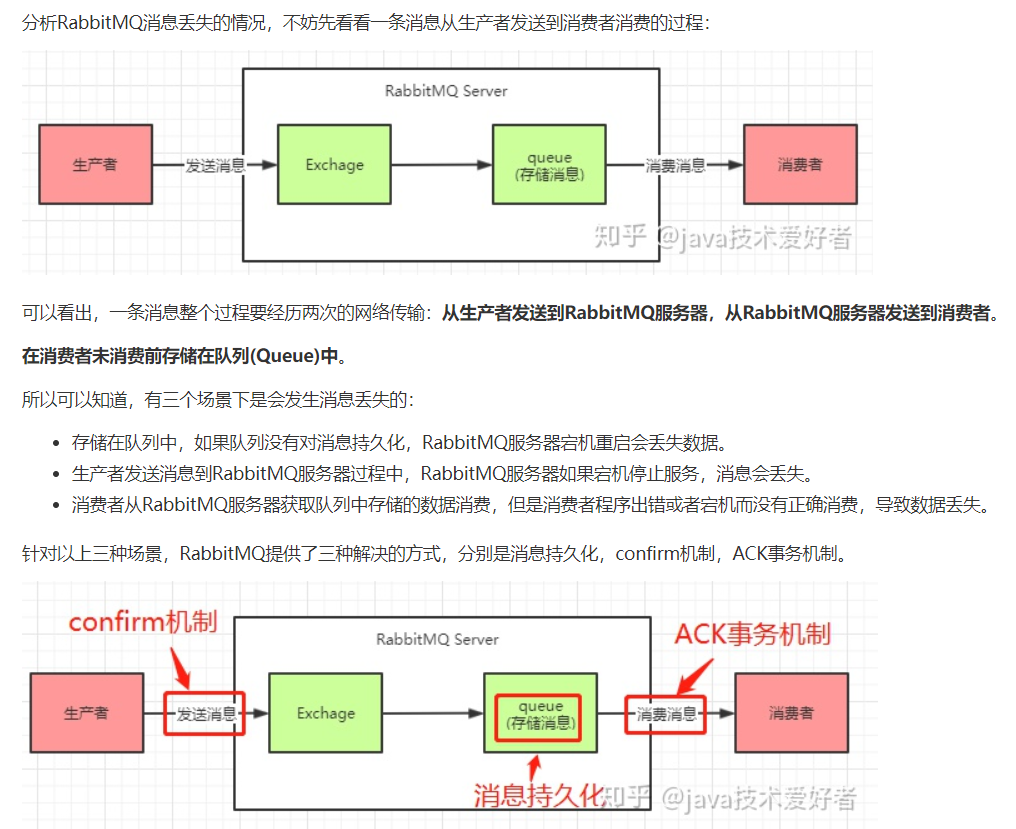 分析RabbitMQ消息丢失的情况，不妨先看看一条消息从生产者发送到消费者消费的过程：
RabbitMQ Server
生产者
发送消息
Exchage
queue
(存储消息)
消费消息
消费者
知乎 @java技术爱好者
可以看出，一条消息整个过程要经历两次的网络传输：从生产者发送到RabbitMQ服务器，从RabbitMQ服务器发送到消费者。
在消费者未消费前存储在队列(Queue)中。
所以可以知道，有三个场景下是会发生消息丢失的：
• 存储在队列中，如果队列没有对消息持久化，RabbitMQ服务器宕机重启会丢失数据。
• 生产者发送消息到RabbitMQ服务器过程中，RabbitMQ服务器如果宕机停止服务，消息会丢失。
• 消费者从RabbitMQ服务器获取队列中存储的数据消费，但是消费者程序出错或者宕机而没有正确消费，导致数据丢失。
针对以上三种场景，RabbitMQ提供了三种解决的方式，分别是消息持久化，confirm机制，ACK事务机制。
confirm机制
RabbitMQ Server
ACK事务机制
生产者
发送消息
Exchage
queue
(存储消息)
消费消息
消费者
消息持久化
知乎 @java技术爱好者